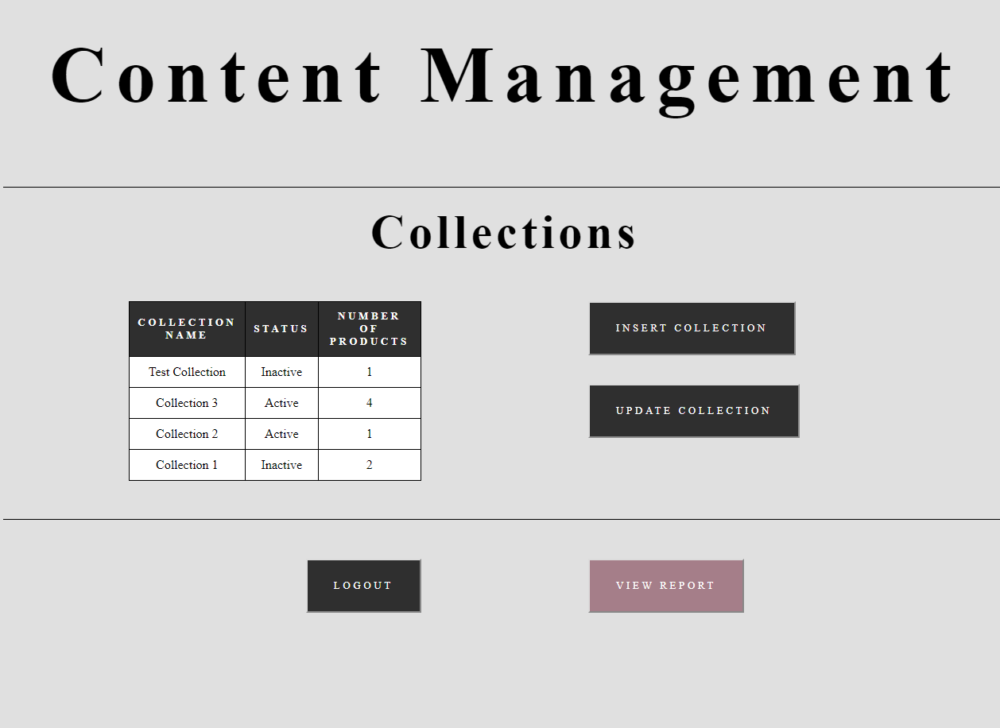 Content Management
Collections
COLLECTION NAME STATUS NUMBER OF PRODUCTS
Test Collection Inactive 1
Collection 3 Active 4
Collection 2 Active 1
Collection 1 Inactive 2
INSERT COLLECTION
UPDATE COLLECTION
LOGOUT
VIEW REPORT